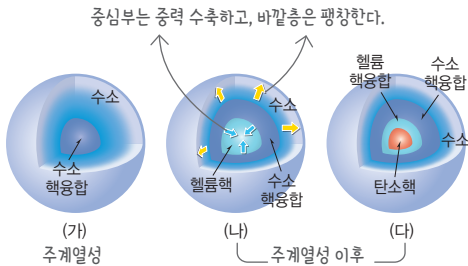 중심부는 중력 수축하고, 바깥층은 팽창한다.
수소
수소
핵융합
(가)
주계열성
수소
헬륨핵
수소
핵융합
(나)
헬륨
핵융합
수소
핵융합
수소
탄소핵
(다)
주계열성 이후